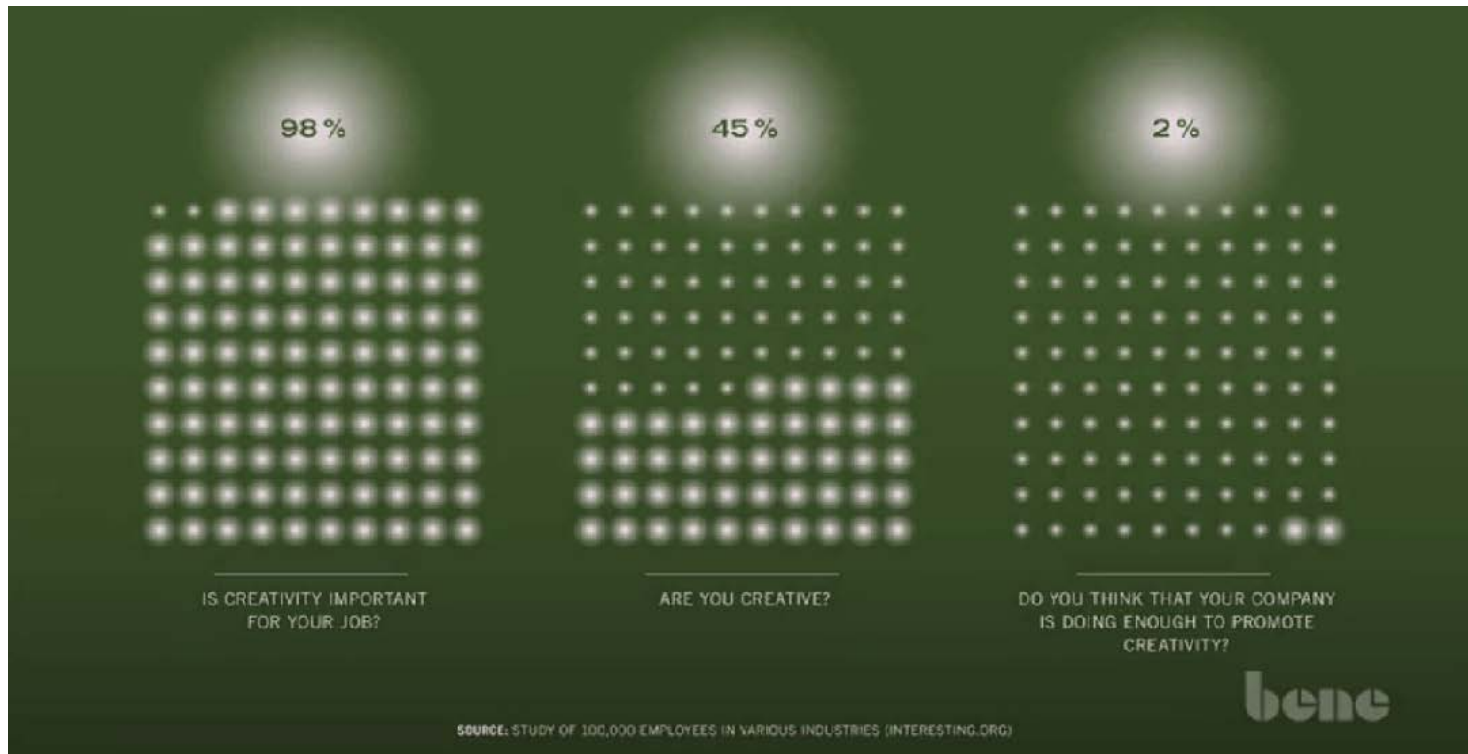 98 %
45 %
2 %
IS CREATIVITY IMPORTANT
FOR YOUR JOB?
ARE YOU CREATIVE?
DO YOU THINK THAT YOUR COMPANY
IS DOING ENOUGH TO PROMOTE
CREATIVITY?
bene
SOURCE: STUDY OF 100,000 EMPLOYEES IN VARIOUS INDUSTRIES (INTERESTING.ORG)